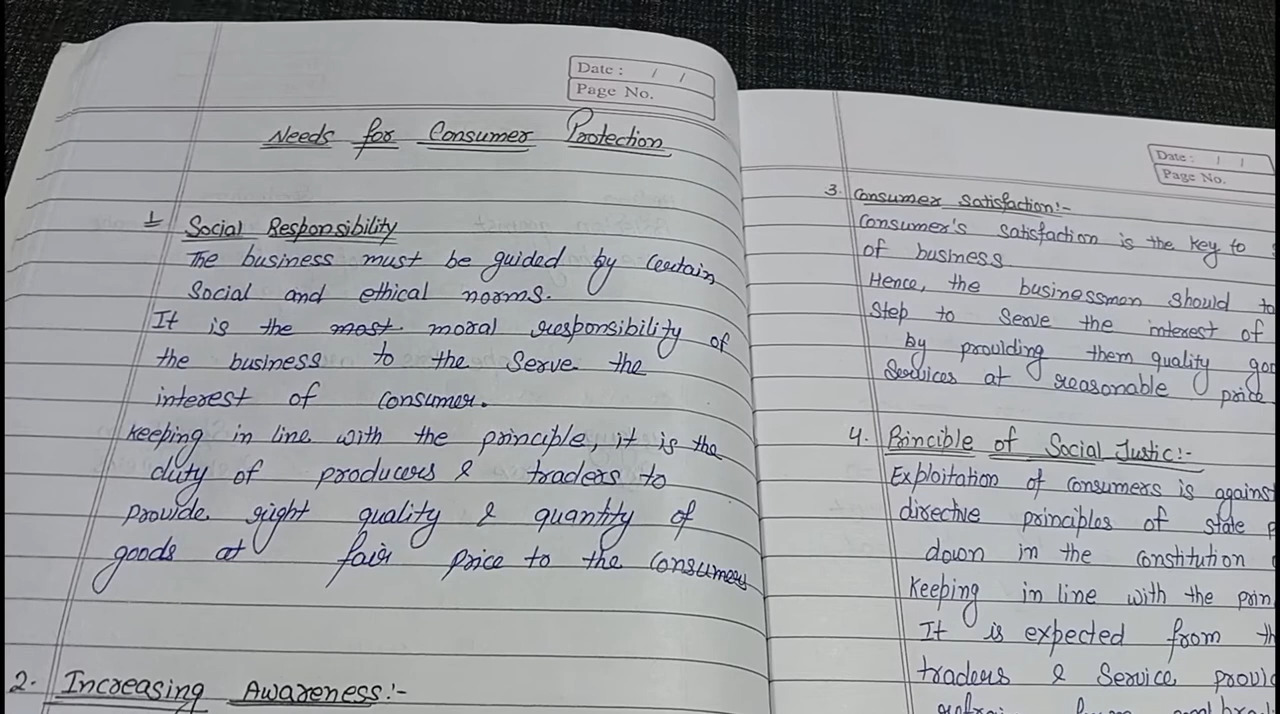 Date : / /
Page No.
Needs for Consumer Protection
1 Social Responsibility
The business must be guided by certain
Social and ethical norms.
It is the most moral responsibility of
the business to the Serve the
interest of consumer.
keeping in line with the principle, it is the
duty of producers & traders to
Provide right quality & quantity of
goods at fair price to the consumers
2. Increasing Awareness:-
Date : / /
Page No.
3. Consumer Satisfaction:-
Consumer's satisfaction is the key to
of business
Hence, the businessmen should
Step to serve the interest of
by providing them quality
Services at reasonable price
4. Principle of Social Justic:-
Exploitation of consumers is against
directive principles of state
down in the constitution
Keeping in line with the
It is expected from
traders & Service